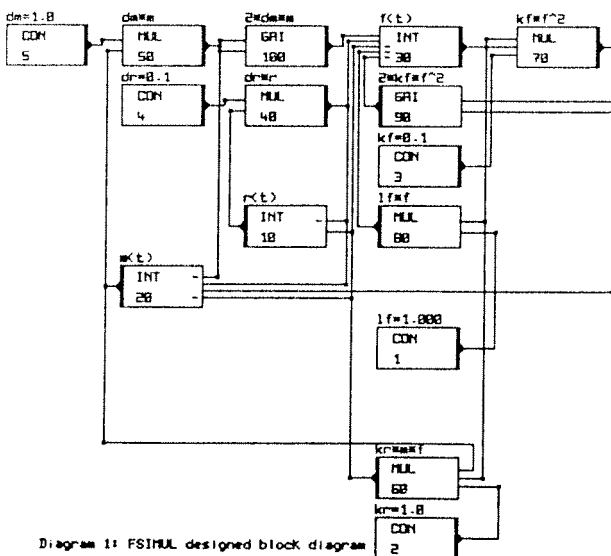 dm=1.0
CON
5
dm*m
MUL
50
2*dm*m
GAI
100
f(t)
INT
30
kf*f^2
MUL
70
dr=0.1
CON
4
dr*r
MUL
40
2*kf*f^2
GAI
90
kf=0.1
CON
3
r(t)
INT
10
lf*f
MUL
80
m(t)
INT
20
lf=1.000
CON
1
kr*m*f
MUL
60
kr=1.0
CON
2
Diagram 1: FSIMUL designed block diagram